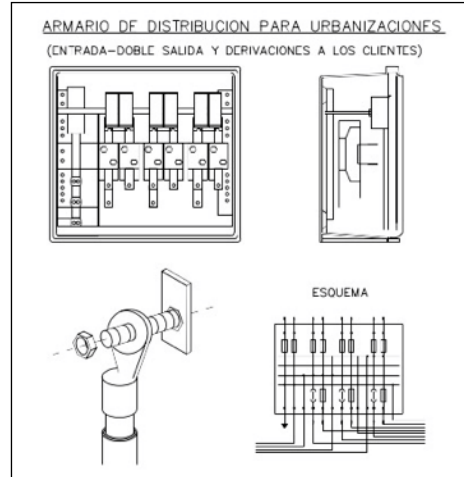 ARMARIO DE DISTRIBUCION PARA URBANIZACIONES
(ENTRADA-DOBLE SALIDA Y DERIVACIONES A LOS CLIENTES)
ESQUEMA